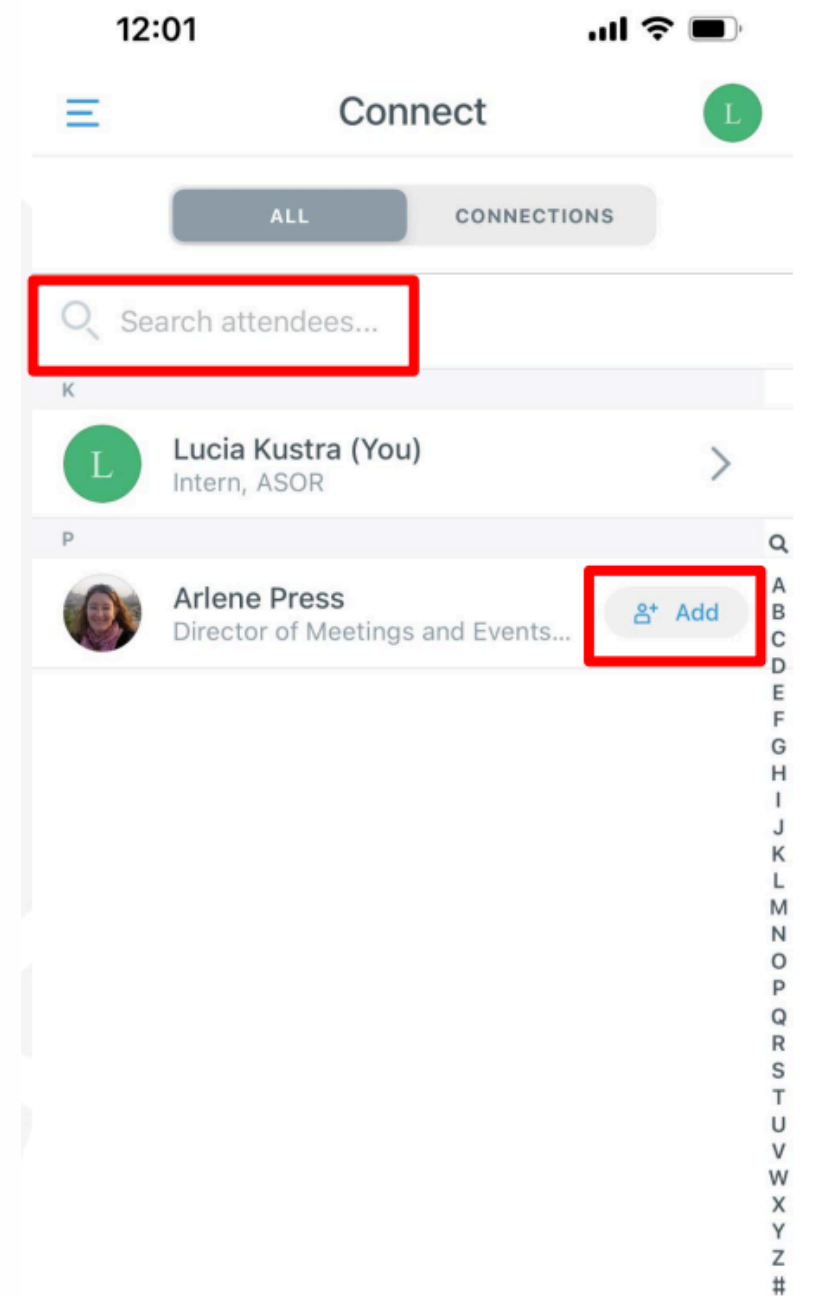 12:01
Connect
L
ALL CONNECTIONS
Search attendees...
K
L
Lucia Kustra (You)
Intern, ASOR
P
Arlene Press
Director of Meetings and Events...
Add
A
B
C
D
E
F
G
H
I
J
K
L
M
N
O
P
Q
R
S
T
U
V
W
X
Y
Z
#